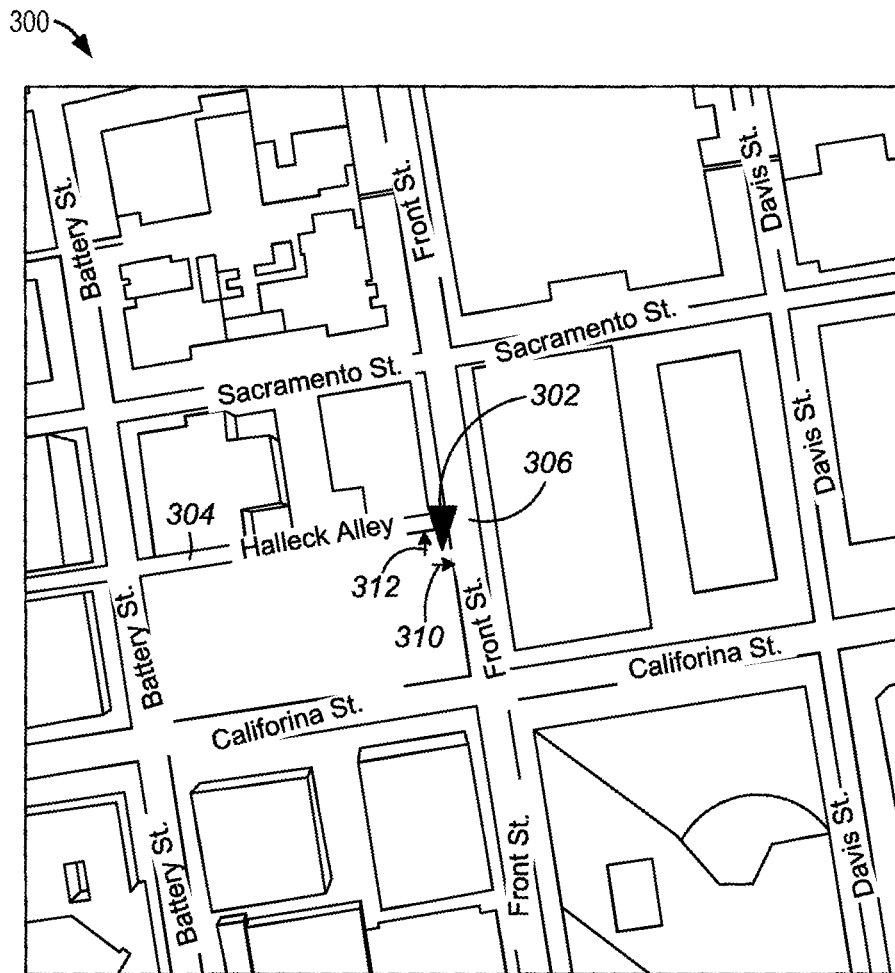 300
Battery St.
Front St.
Davis St.
Sacramento St.
Sacramento St.
302
Davis St.
306
304
Halleck Alley
312
310
Battery St.
Front St.
Califorina St.
Califorina St.
Battery St.
Front St.
Davis St.